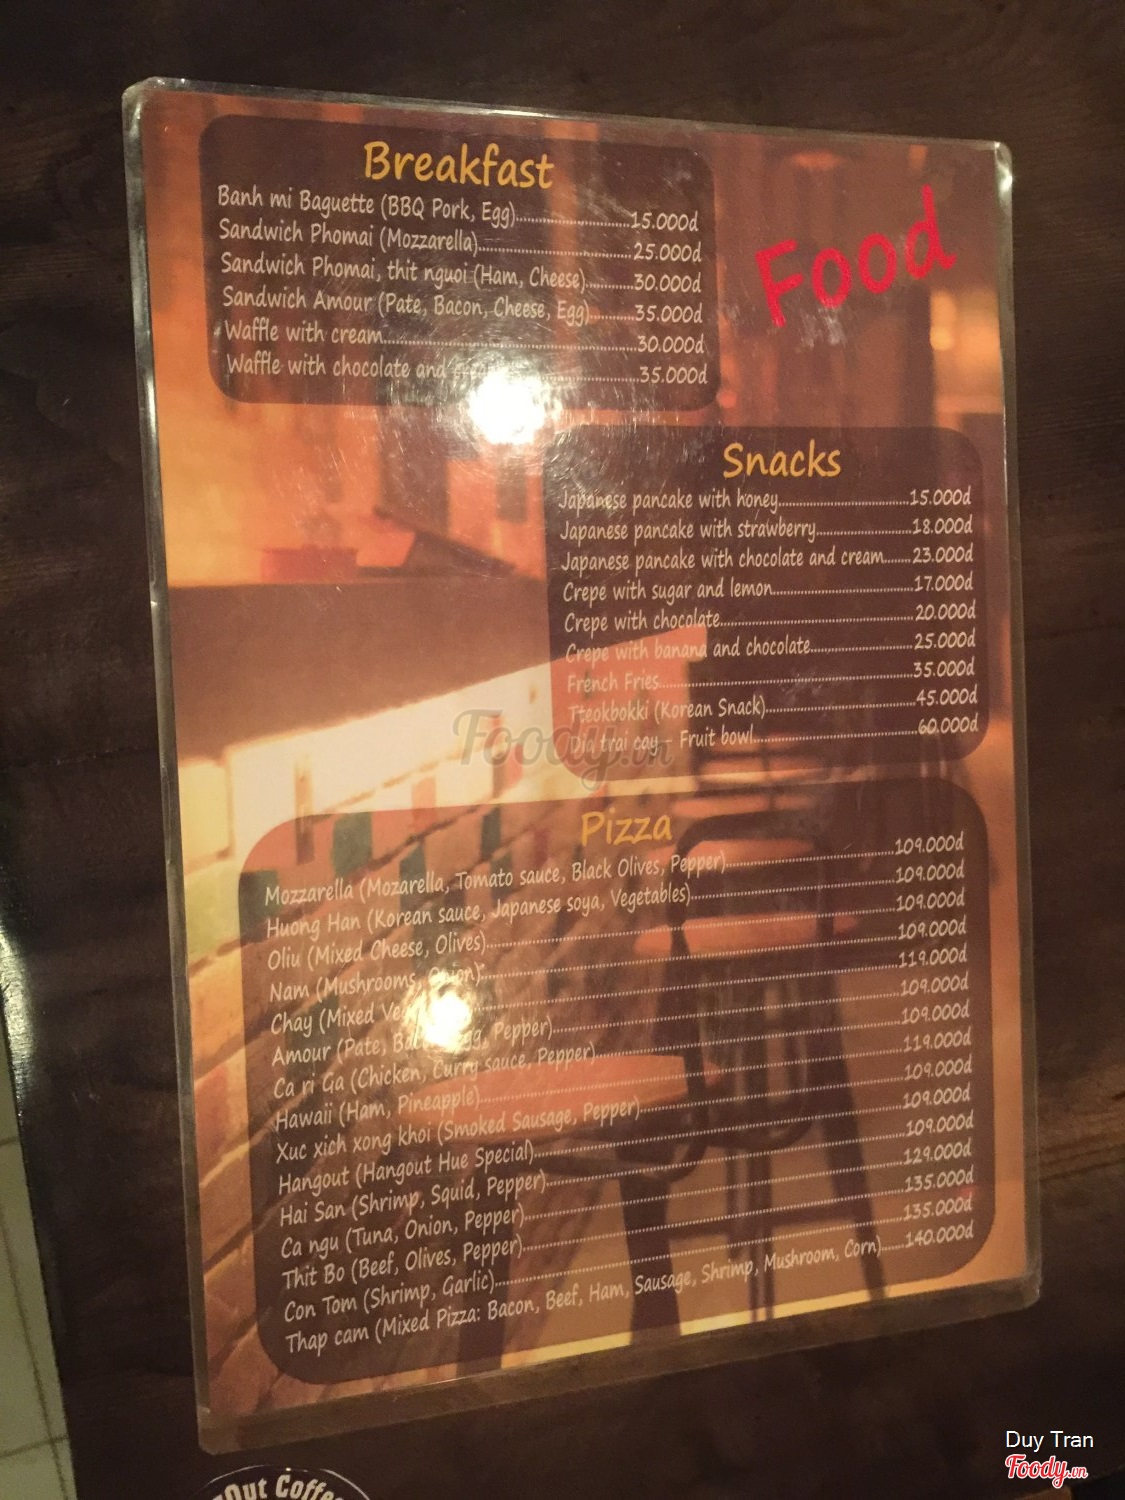 Food
Breakfast
Banh mi Baguette (BBQ Pork, Egg)..........15.000d
Sandwich Phomai (Mozzarella)..........25.000d
Sandwich Phomai, thit nguoi (Ham, Cheese)..........30.000d
Sandwich Amour (Pate, Bacon, Cheese, Egg)..........35.000d
Waffle with cream..........30.000d
Waffle with chocolate and ..........35.000d
Snacks
Japanese pancake with honey..........15.000d
Japanese pancake with strawberry..........18.000d
Japanese pancake with chocolate and cream.......23.000d
Crepe with sugar and lemon..........17.000d
Crepe with chocolate..........20.000d
Crepe with banana and chocolate..........25.000d
French Fries..........35.000d
Tteokbokki (Korean Snack)..........45.000d
Dia trai cay - Fruit bowl..........60.000d
Foody.vn
Pizza
Mozzarella (Mozarella, Tomato sauce, Black Olives, Pepper)..........109.000d
Huong Han (Korean sauce, Japanese soya, Vegetables)..........109.000d
Oliu (Mixed Cheese, Olives)..........109.000d
Nam (Mushrooms, Onion)..........109.000d
Chay (Mixed ..........119.000d
Amour (Pate, Bacon, Egg, Pepper)..........109.000d
Ca ri Ga (Chicken, Curry sauce, Pepper)..........109.000d
Hawaii (Ham, Pineapple)..........119.000d
Xuc xich xong khoi (Smoked Sausage, Pepper)..........109.000d
Hangout (Hangout Hue Special)..........109.000d
Hai San (Shrimp, Squid, Pepper)..........109.000d
Ca ngu (Tuna, Onion, Pepper)..........129.000d
Thit Bo (Beef, Olives, Pepper)..........135.000d
Con Tom (Shrimp, Garlic)..........135.000d
Thap cam (Mixed Pizza: Bacon, Beef, Ham, Sausage, Shrimp, Mushroom, Corn)......140.000d
Out Coffee
Duy Tran
Foody.vn